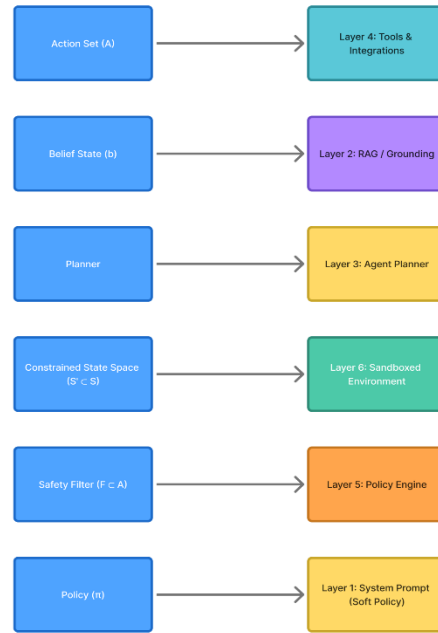 Action Set (A)
Layer 4: Tools &
Integrations
Belief State (b)
Layer 2: RAG / Grounding
Planner
Layer 3: Agent Planner
Constrained State Space
(S' ⊂ S)
Layer 6: Sandboxed
Environment
Safety Filter (F ⊂ A)
Layer 5: Policy Engine
Policy (π)
Layer 1: System Prompt
(Soft Policy)